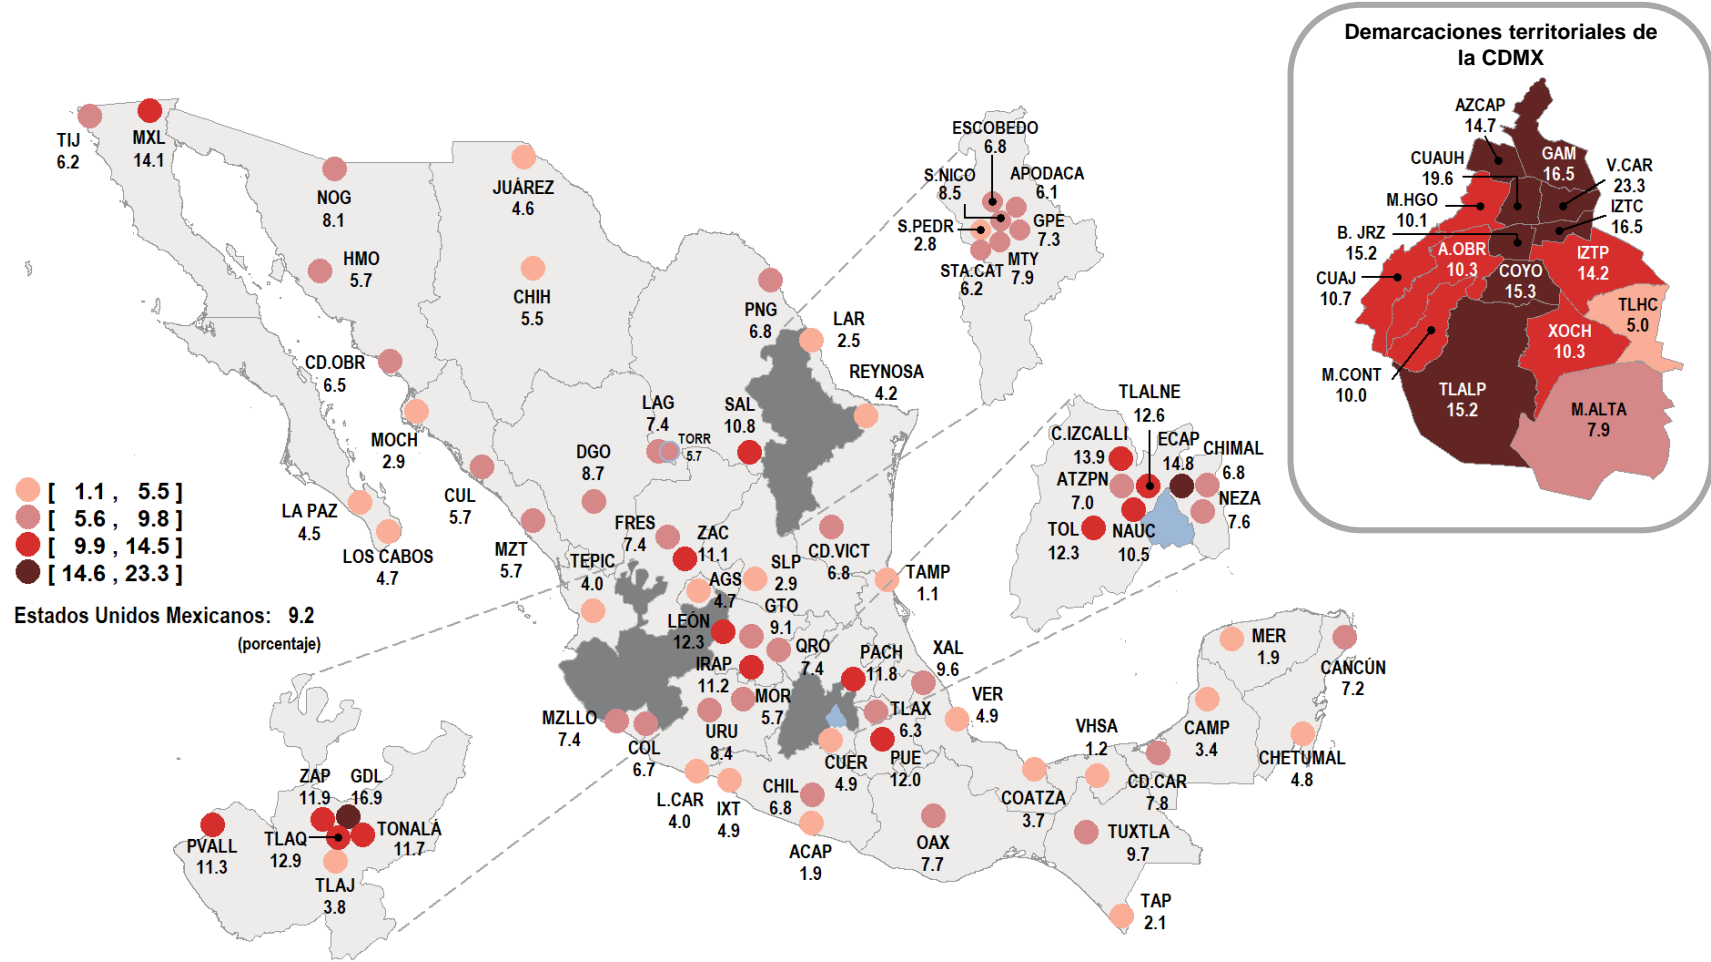 Demarcaciones territoriales de
la CDMX
AZCAP
14.7
CUAUH
19.6
GAM
16.5
V.CAR
23.3
M.HGO
10.1
IZTC
16.5
B. JRZ
15.2
A.OBR
10.3
IZTP
14.2
CUAJ
10.7
COYO
15.3
TLHC
5.0
XOCH
10.3
M.CONT
10.0
TLALP
15.2
M.ALTA
7.9
TIJ
6.2
MXL
14.1
NOG
8.1
JUÁREZ
4.6
HMO
5.7
CHIH
5.5
CD.OBR
6.5
MOCH
2.9
PNG
6.8
LAR
2.5
REYNOSA
4.2
ESCOBEDO
6.8
S.NICO
8.5
APODACA
6.1
S.PEDR
2.8
GPE
7.3
STA.CAT
6.2
MTY
7.9
LAG
7.4
TORR
5.7
SAL
10.8
DGO
8.7
CUL
5.7
LA PAZ
4.5
LOS CABOS
4.7
MZT
5.7
FRES
7.4
ZAC
11.1
TEPIC
4.0
AGS
4.7
SLP
2.9
CD.VICT
6.8
TAMP
1.1
LEÓN
12.3
GTO
9.1
IRAP
11.2
QRO
7.4
PACH
11.8
XAL
9.6
MZLLO
7.4
COL
6.7
URU
8.4
MOR
5.7
TLAX
6.3
VER
4.9
L.CAR
4.0
IXT
4.9
CHIL
6.8
CUER
4.9
PUE
12.0
ACAP
1.9
OAX
7.7
COATZA
3.7
VHSA
1.2
CD.CAR
7.8
TUXTLA
9.7
TAP
2.1
MER
1.9
CANCÚN
7.2
CAMP
3.4
CHETUMAL
4.8
TLALNE
12.6
C.IZCALLI
13.9
ECAP
14.8
CHIMAL
6.8
ATZPN
7.0
NEZA
7.6
TOL
12.3
NAUC
10.5
[ 1.1 , 5.5 ]
[ 5.6 , 9.8 ]
[ 9.9 , 14.5 ]
[ 14.6 , 23.3 ]
Estados Unidos Mexicanos: 9.2
(porcentaje)
ZAP
11.9
GDL
16.9
PVALL
11.3
TLAQ
12.9
TONALÁ
11.7
TLAJ
3.8